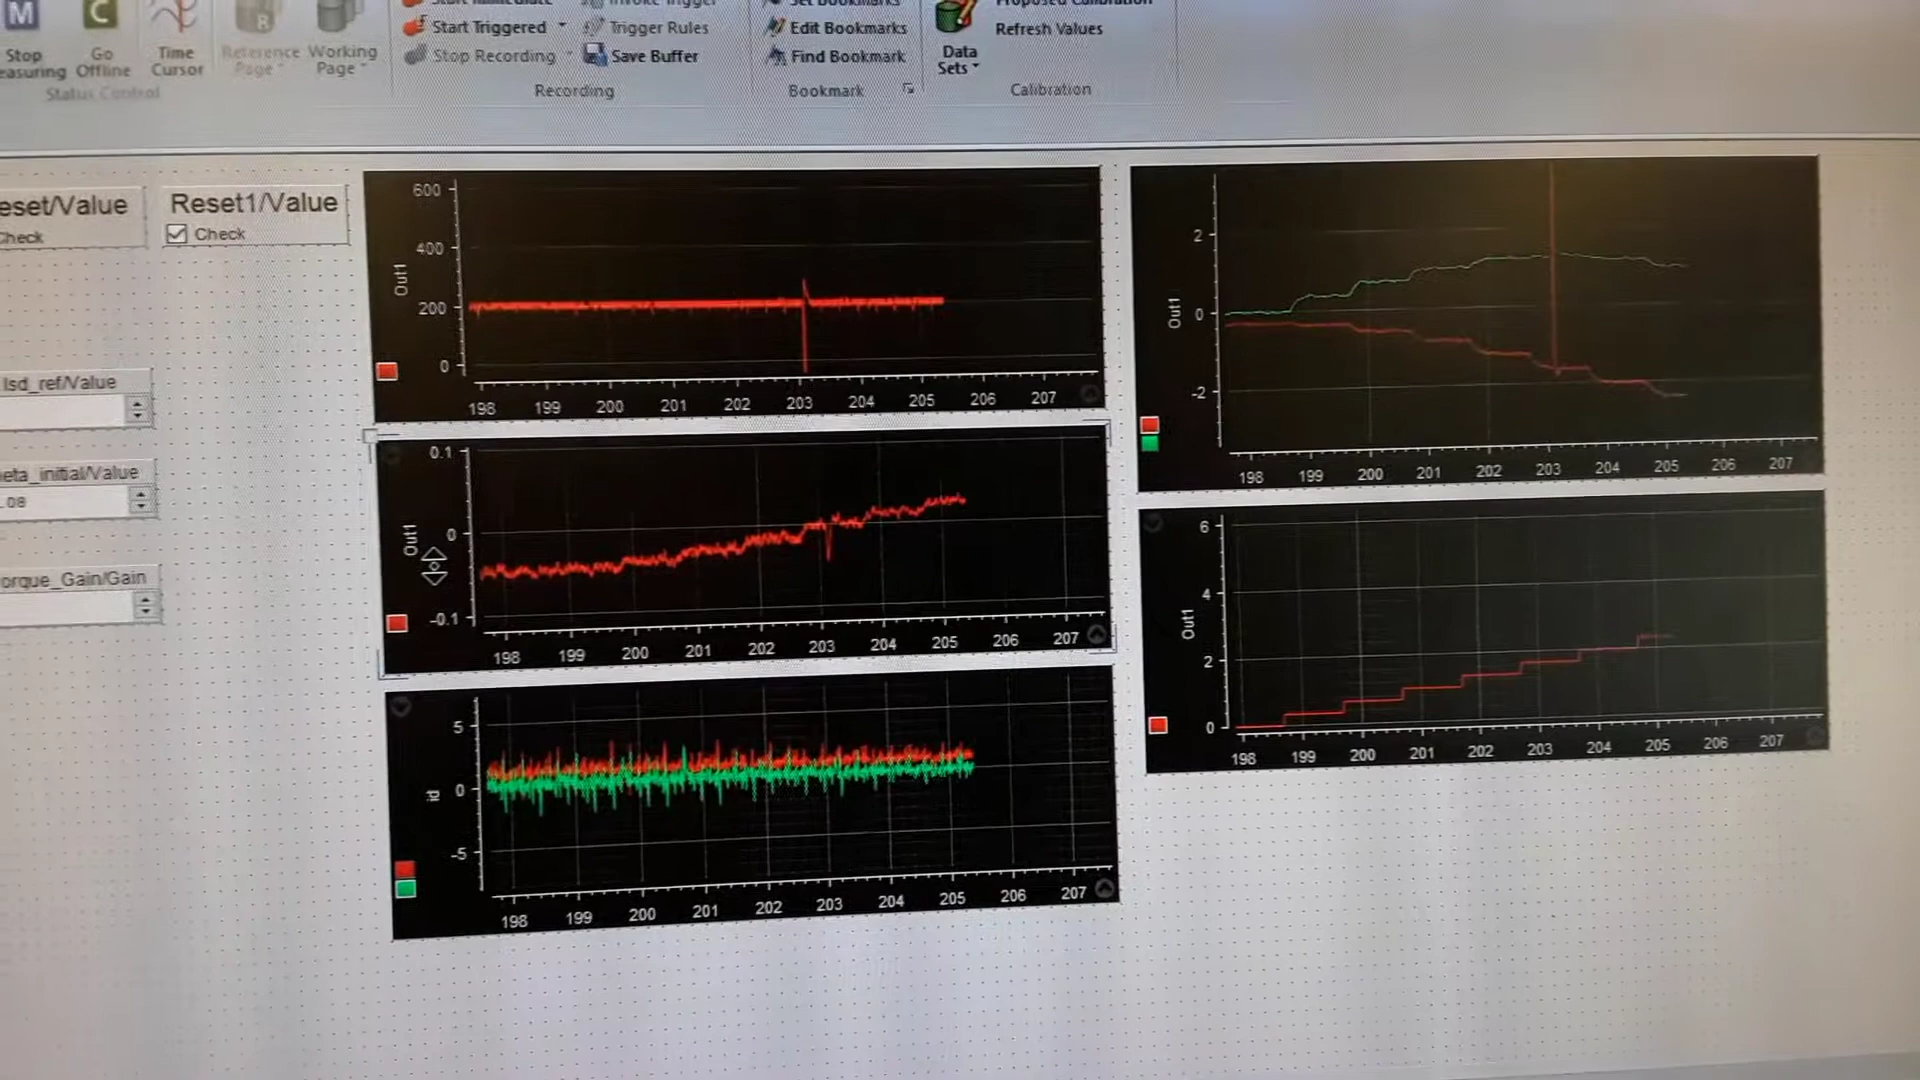 M
C
R
Stop
Go
Offline
Time
Cursor
Reference
Page
Working
Page
Status Control
Start Triggered
Trigger Rules
Stop Recording
Save Buffer
Recording
Edit Bookmarks
Find Bookmark
Bookmark
Data
Sets
Refresh Values
Calibration
eset/Value
Check
Reset1/Value
Check
lsd_ref/Value
eta_initial/Value
.08
orque_Gain/Gain
Out1
600
400
200
0
198 199 200 201 202 203 204 205 206 207
Out1
0.1
0
-0.1
198 199 200 201 202 203 204 205 206 207
id
5
0
-5
198 199 200 201 202 203 204 205 206 207
Out1
2
0
-2
198 199 200 201 202 203 204 205 206 207
Out1
6
4
2
0
198 199 200 201 202 203 204 205 206 207